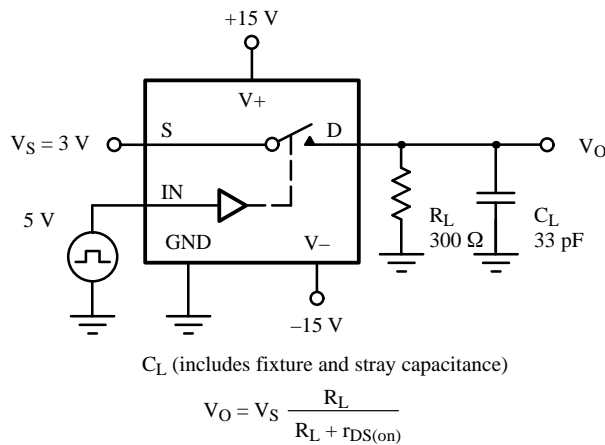 +15 V
V+
S
D
V_S = 3 V
V_O
IN
5 V
R_L
300 Ω
C_L
33 pF
GND
V–
–15 V
C_L (includes fixture and stray capacitance)
V_O = V_S R_L / R_L + r_DS(on)